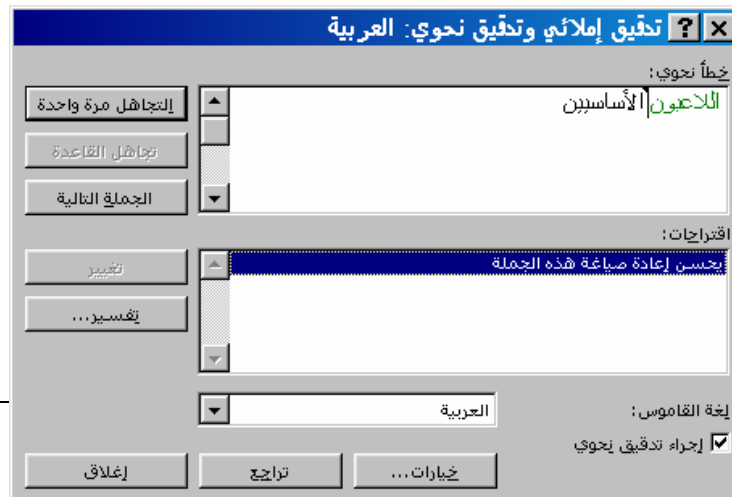 تدقيق إملائي وتدقيق نحوي: العربية
خطأ نحوي:
اللاعبون الأساسيين
التجاهل مرة واحدة
تجاهل القاعدة
الجملة التالية
اقتراحات:
يحسن إعادة صياغة هذه الجملة
تغيير
تفسير...
لغة القاموس:
العربية
إجراء تدقيق نحوي
خيارات...
تراجع
إغلاق